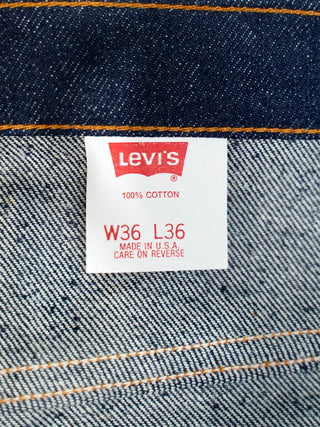 Levi's
®
100% COTTON
W36 L36
MADE IN U.S.A.
CARE ON REVERSE